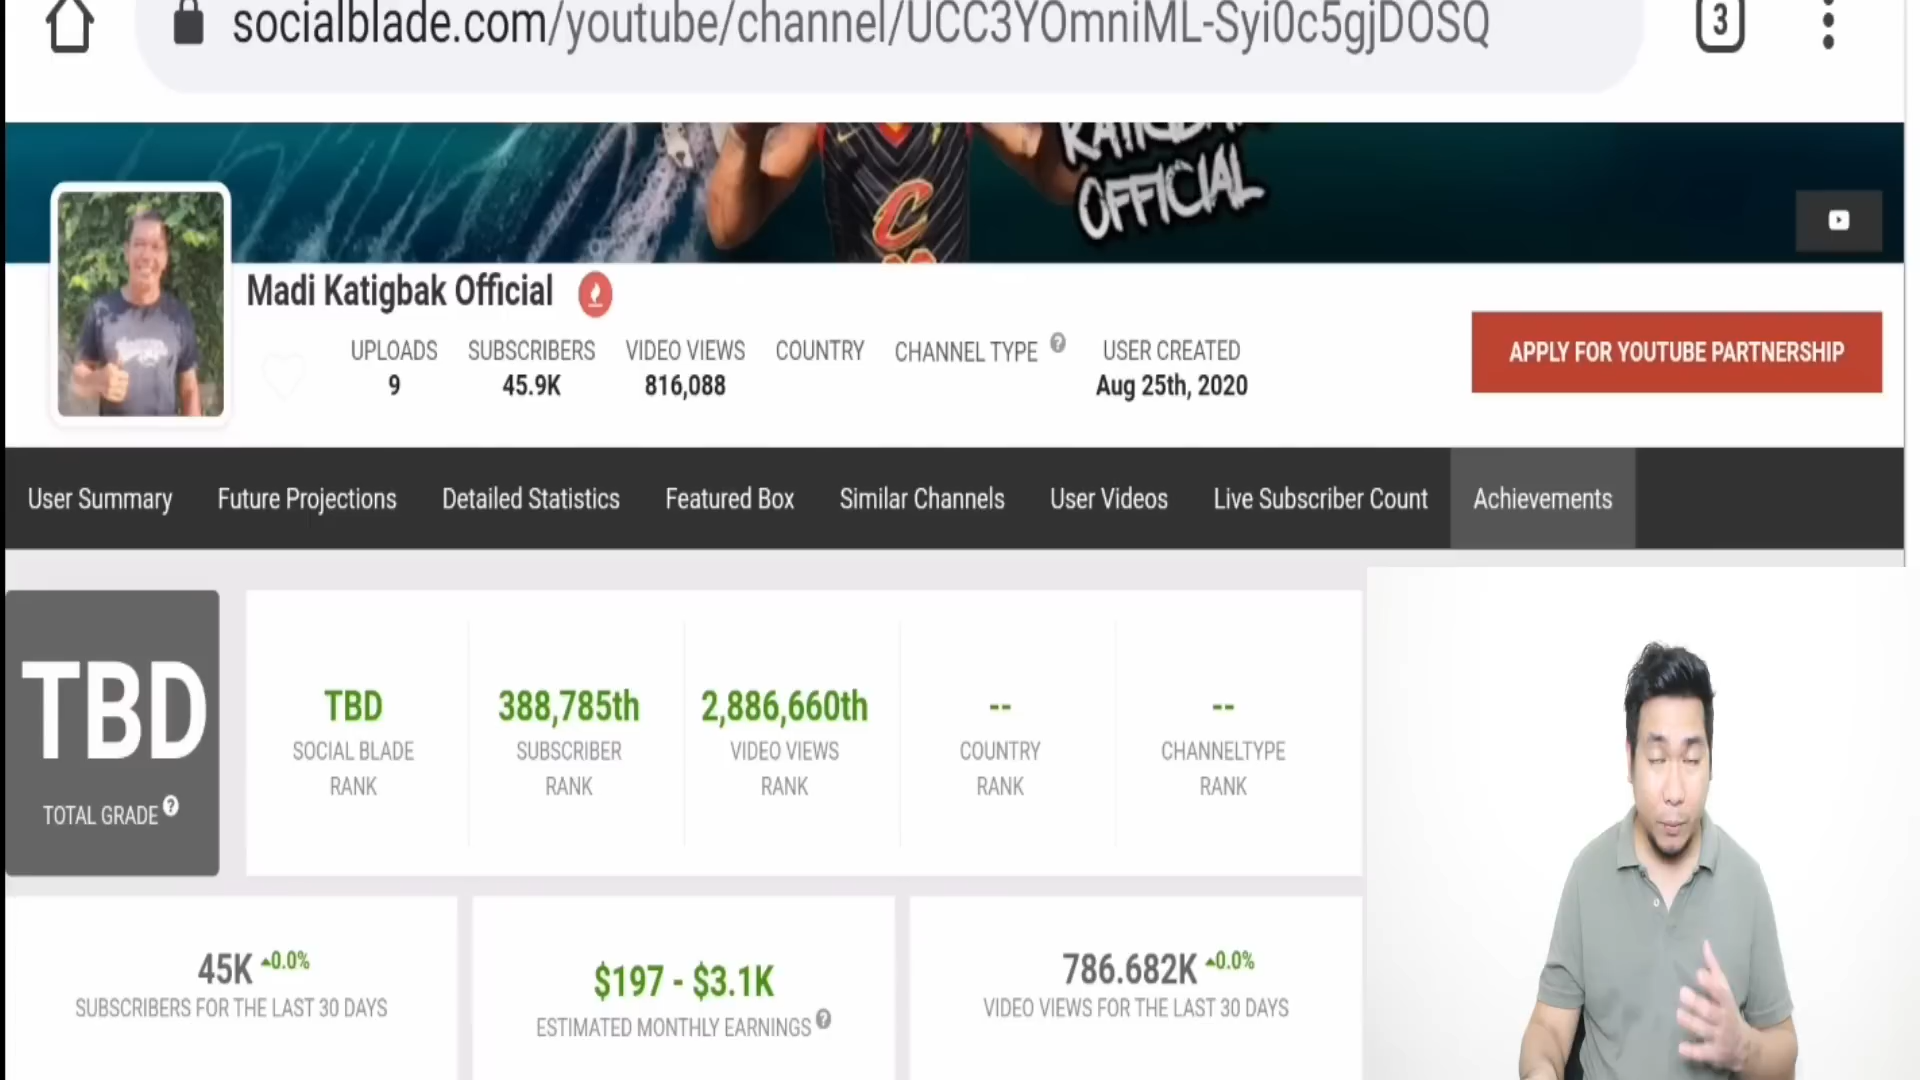 socialblade.com/youtube/channel/UCC3YOmniML-Syi0c5gjDOSQ
3
OFFICIAL
C
Madi Katigbak Official
UPLOADS SUBSCRIBERS VIDEO VIEWS COUNTRY CHANNEL TYPE ? USER CREATED
9 45.9K 816,088 Aug 25th, 2020
APPLY FOR YOUTUBE PARTNERSHIP
User Summary Future Projections Detailed Statistics Featured Box Similar Channels User Videos Live Subscriber Count Achievements
TBD
TOTAL GRADE ?
TBD
SOCIAL BLADE
RANK
388,785th
SUBSCRIBER
RANK
2,886,660th
VIDEO VIEWS
RANK
--
COUNTRY
RANK
--
CHANNELTYPE
RANK
45K 0.0%
SUBSCRIBERS FOR THE LAST 30 DAYS
$197 - $3.1K
ESTIMATED MONTHLY EARNINGS ?
786.682K 0.0%
VIDEO VIEWS FOR THE LAST 30 DAYS